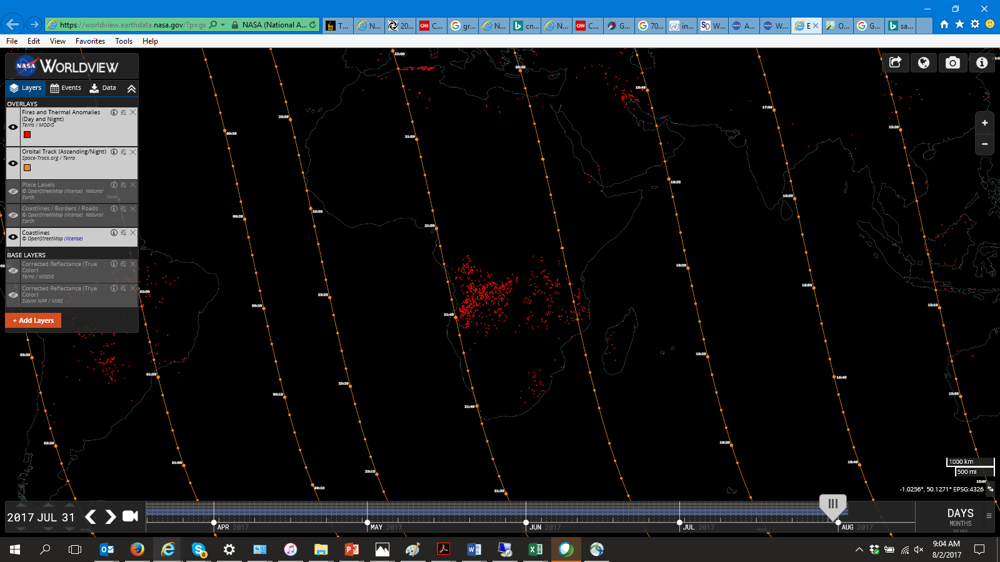 https://worldview.earthdata.nasa.gov/?p=ge
NASA (National A...
T...
N...
20...
C...
gr...
N...
cn...
N...
C...
G...
70...
in...
W...
A...
W...
E
O...
G...
sa...
File Edit View Favorites Tools Help
NASA WORLDVIEW
Layers Events Data
OVERLAYS
Fires and Thermal Anomalies
(Day and Night)
Terra / MODIS
Orbital Track (Ascending/Night)
Space-Track.org / Terra
Place Labels
© OpenStreetMap (license), Natural
Earth
Coastlines / Borders / Roads
© OpenStreetMap (license), Natural
Earth
Coastlines
© OpenStreetMap (license)
BASE LAYERS
Corrected Reflectance (True
Color)
Terra / MODIS
Corrected Reflectance (True
Color)
Suomi NPP / VIIRS
+ Add Layers
22:00
20:20
18:40
17:00
15:20
23:35
00:30
21:55
18:35
16:55
23:30
00:25
21:50
18:30
16:50
02:00
23:25
00:20
21:45
15:10
03:35
18:25
01:55
16:45
23:20
00:15
15:05
21:40
03:30
18:20
01:50
16:40
23:15
00:10
21:35
15:00
1000 km
500 mi
-1.0256°, 50.1271° EPSG:4326
2017 JUL 31
APR 2017
MAY 2017
JUN 2017
JUL 2017
AUG 2017
DAYS
MONTHS
YEARS
8
9:04 AM
8/2/2017